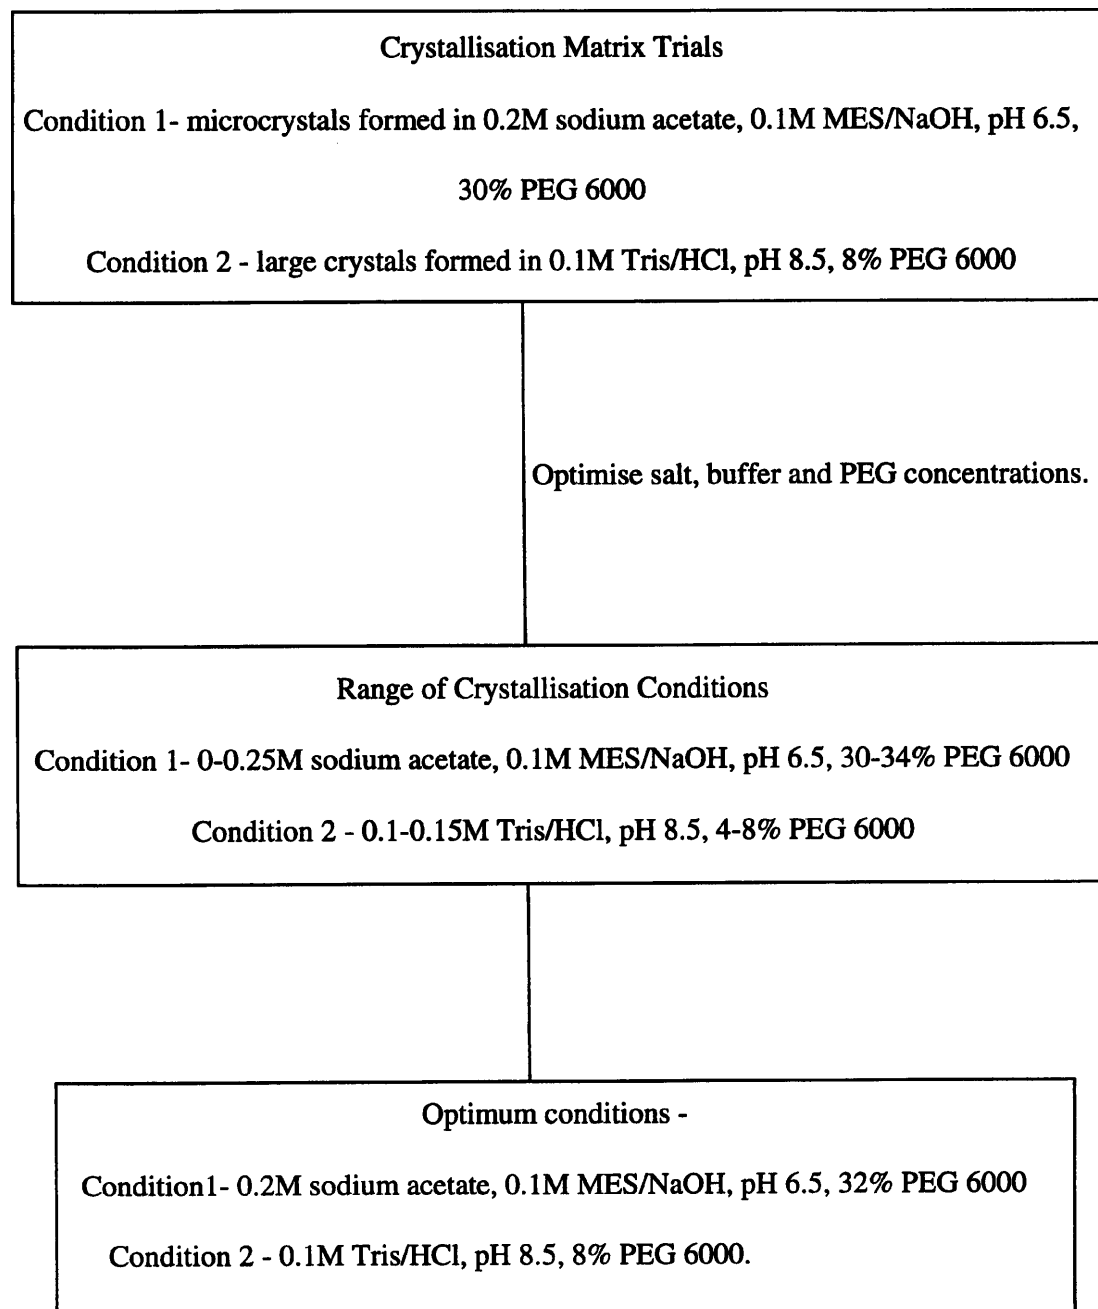 Crystallisation Matrix Trials
Condition 1- microcrystals formed in 0.2M sodium acetate, 0.1M MES/NaOH, pH 6.5,
30% PEG 6000
Condition 2 - large crystals formed in 0.1M Tris/HCl, pH 8.5, 8% PEG 6000
Optimise salt, buffer and PEG concentrations.
Range of Crystallisation Conditions
Condition 1- 0-0.25M sodium acetate, 0.1M MES/NaOH, pH 6.5, 30-34% PEG 6000
Condition 2 - 0.1-0.15M Tris/HCl, pH 8.5, 4-8% PEG 6000
Optimum conditions -
Condition1- 0.2M sodium acetate, 0.1M MES/NaOH, pH 6.5, 32% PEG 6000
Condition 2 - 0.1M Tris/HCl, pH 8.5, 8% PEG 6000.